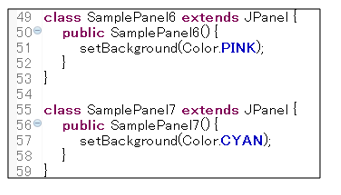 49 class SamplePanel6 extends JPanel {
50 public SamplePanel6() {
51 setBackground(Color.PINK);
52 }
53 }
54
55 class SamplePanel7 extends JPanel {
56 public SamplePanel7() {
57 setBackground(Color.CYAN);
58 }
59 }